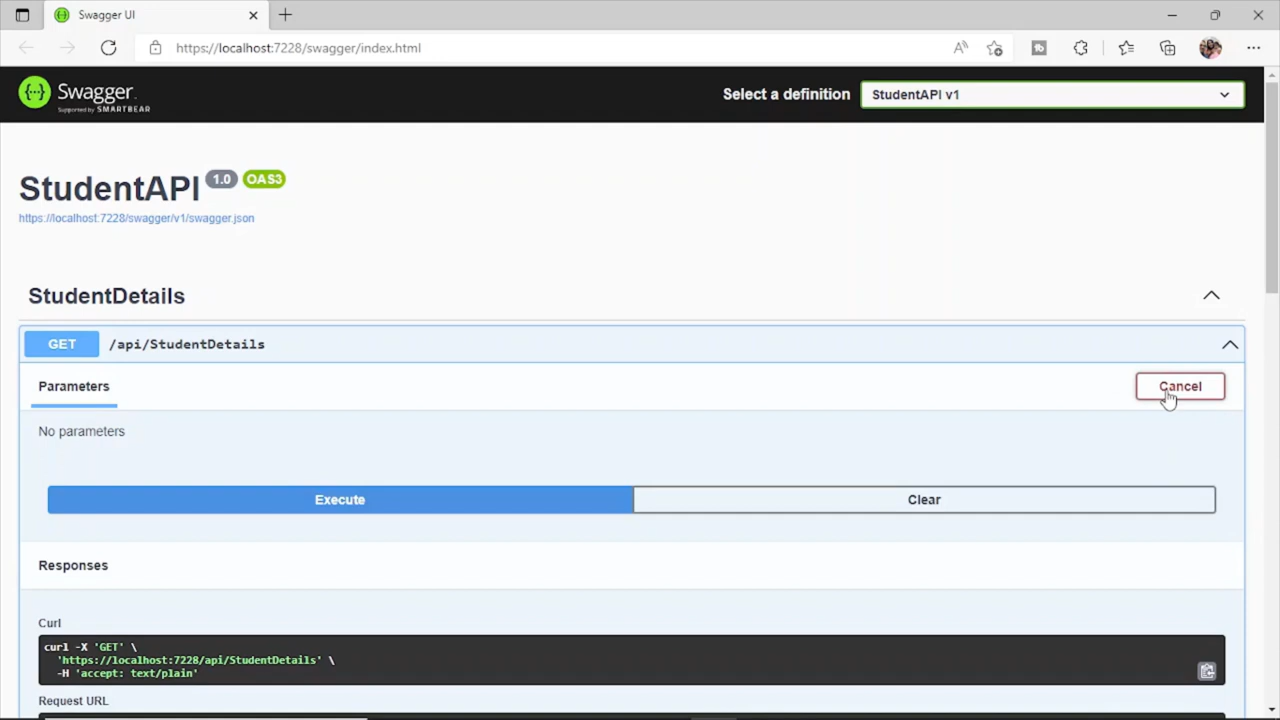 Swagger UI
https://localhost:7228/swagger/index.html
Swagger.
Supported by SMARTBEAR
Select a definition
StudentAPI v1
StudentAPI 1.0 OAS3
https://localhost:7228/swagger/v1/swagger.json
StudentDetails
GET /api/StudentDetails
Parameters
Cancel
No parameters
Execute
Clear
Responses
Curl
curl -X 'GET' \
'https://localhost:7228/api/StudentDetails' \
-H 'accept: text/plain'
Request URL